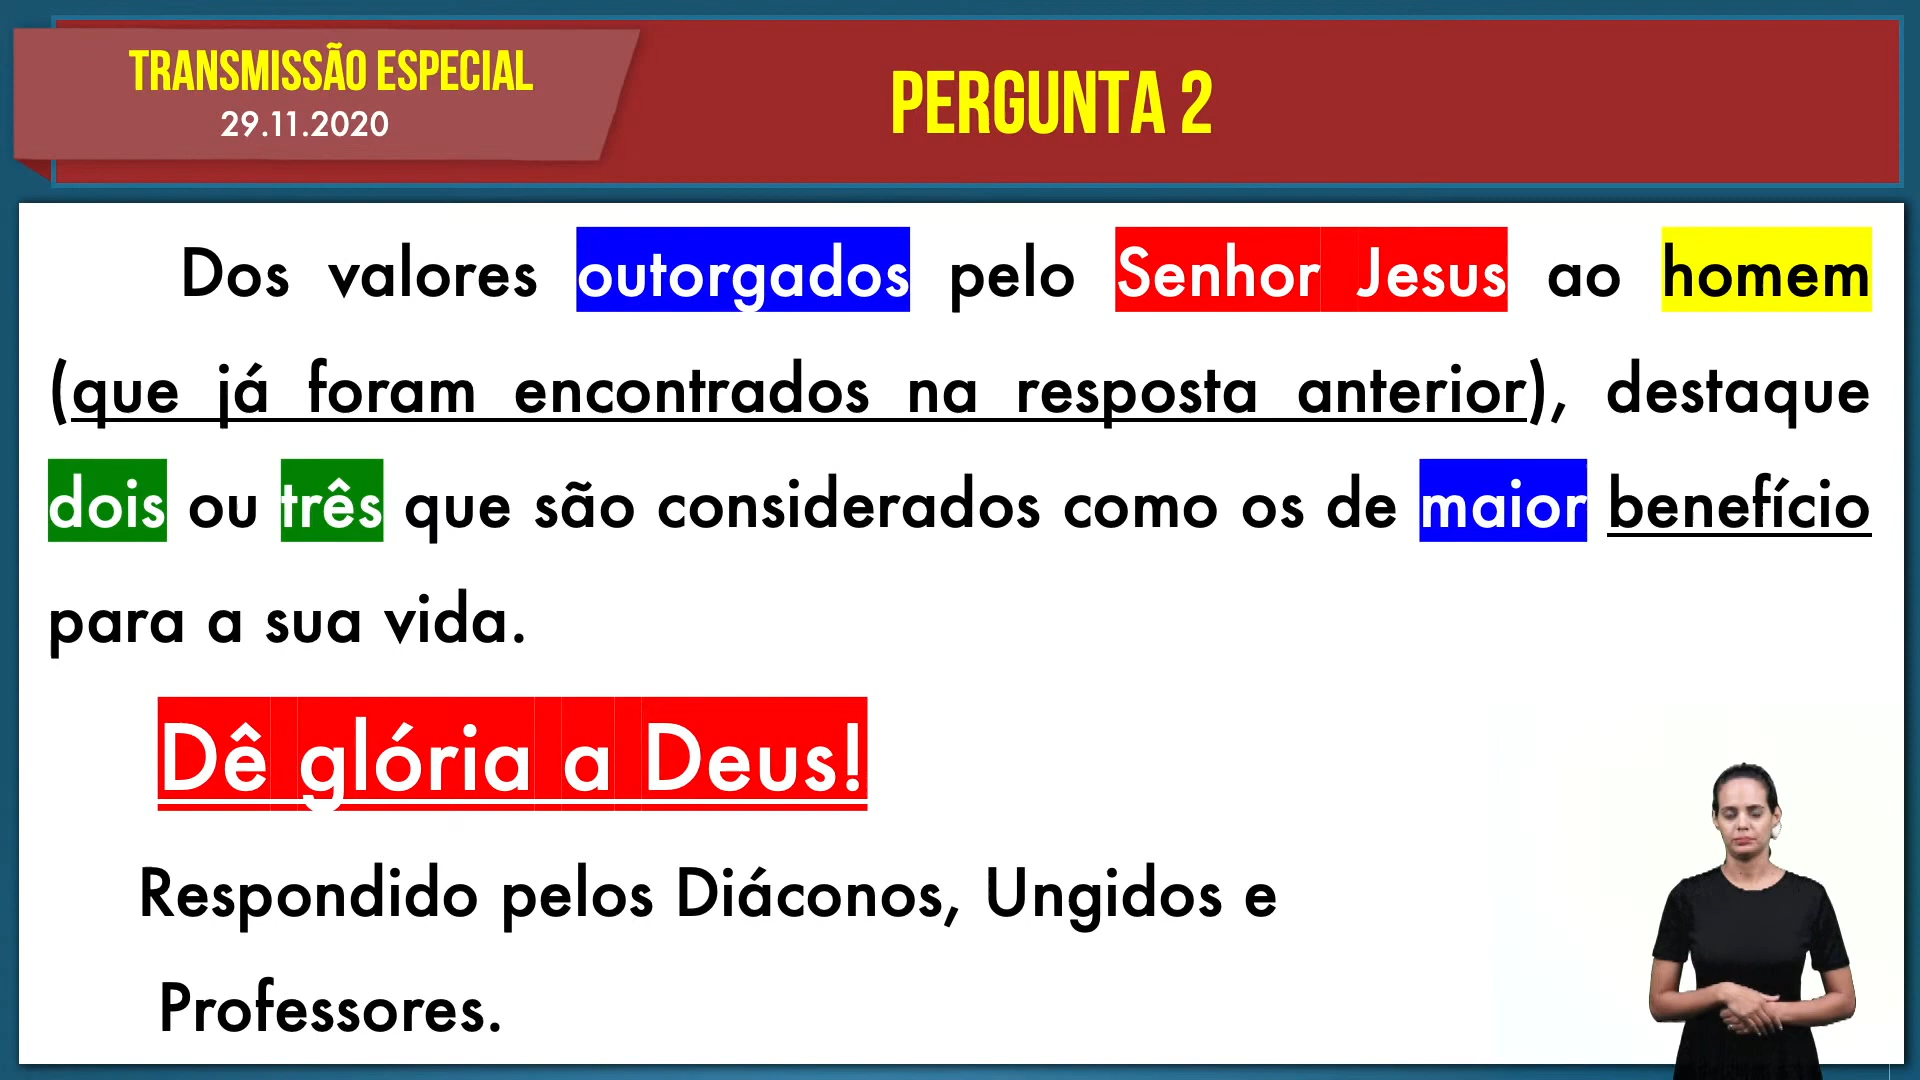 TRANSMISSÃO ESPECIAL
29.11.2020
PERGUNTA 2
Dos valores outorgados pelo Senhor Jesus ao homem
(que já foram encontrados na resposta anterior), destaque
dois ou três que são considerados como os de maior benefício
para a sua vida.
Dê glória a Deus!
Respondido pelos Diáconos, Ungidos e
Professores.